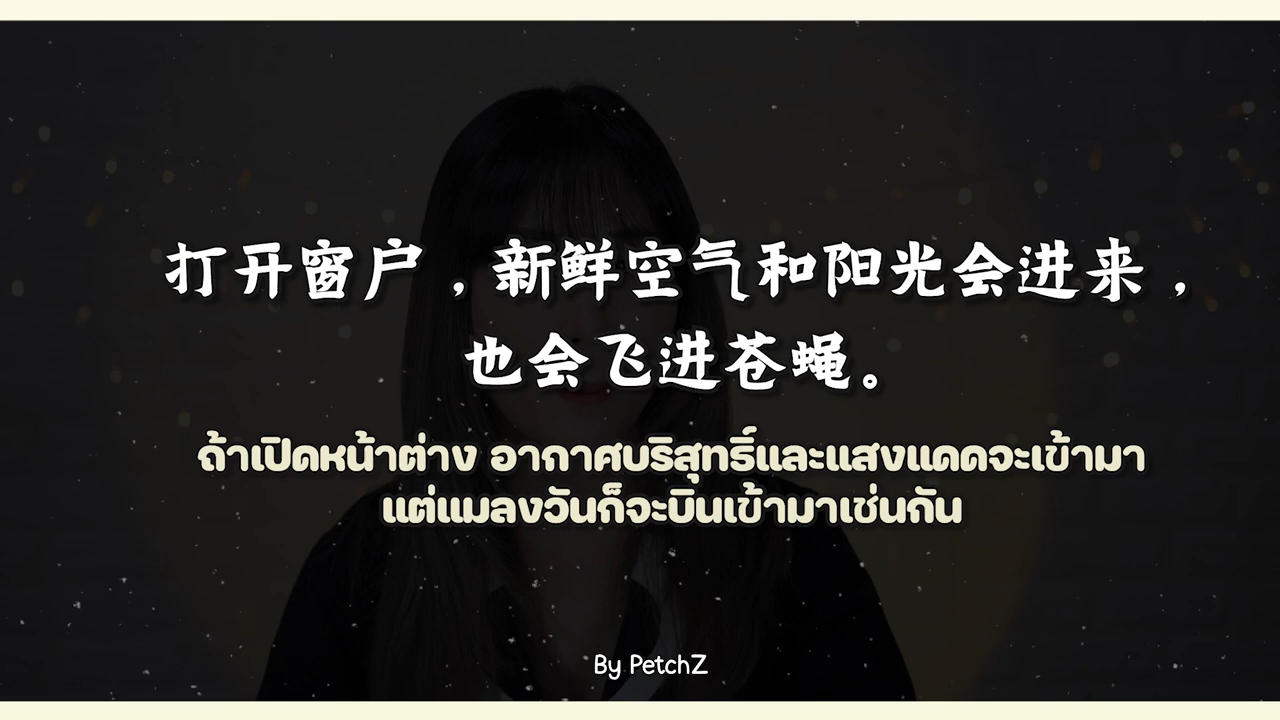 打开窗户，新鲜空气和阳光会进来，
也会飞进苍蝇。
ถ้าเปิดหน้าต่าง อากาศบริสุทธิ์และแสงแดดจะเข้ามา
แต่แมลงวันก็จะบินเข้ามาเช่นกัน
By PetchZ